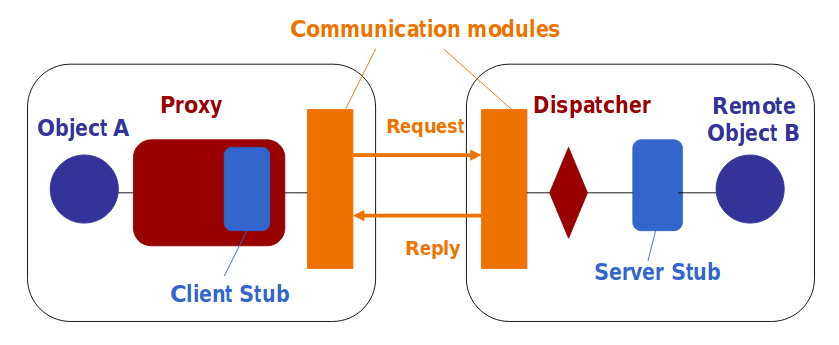 Communication modules
Proxy
Dispatcher
Remote
Object B
Object A
Request
Reply
Client Stub
Server Stub